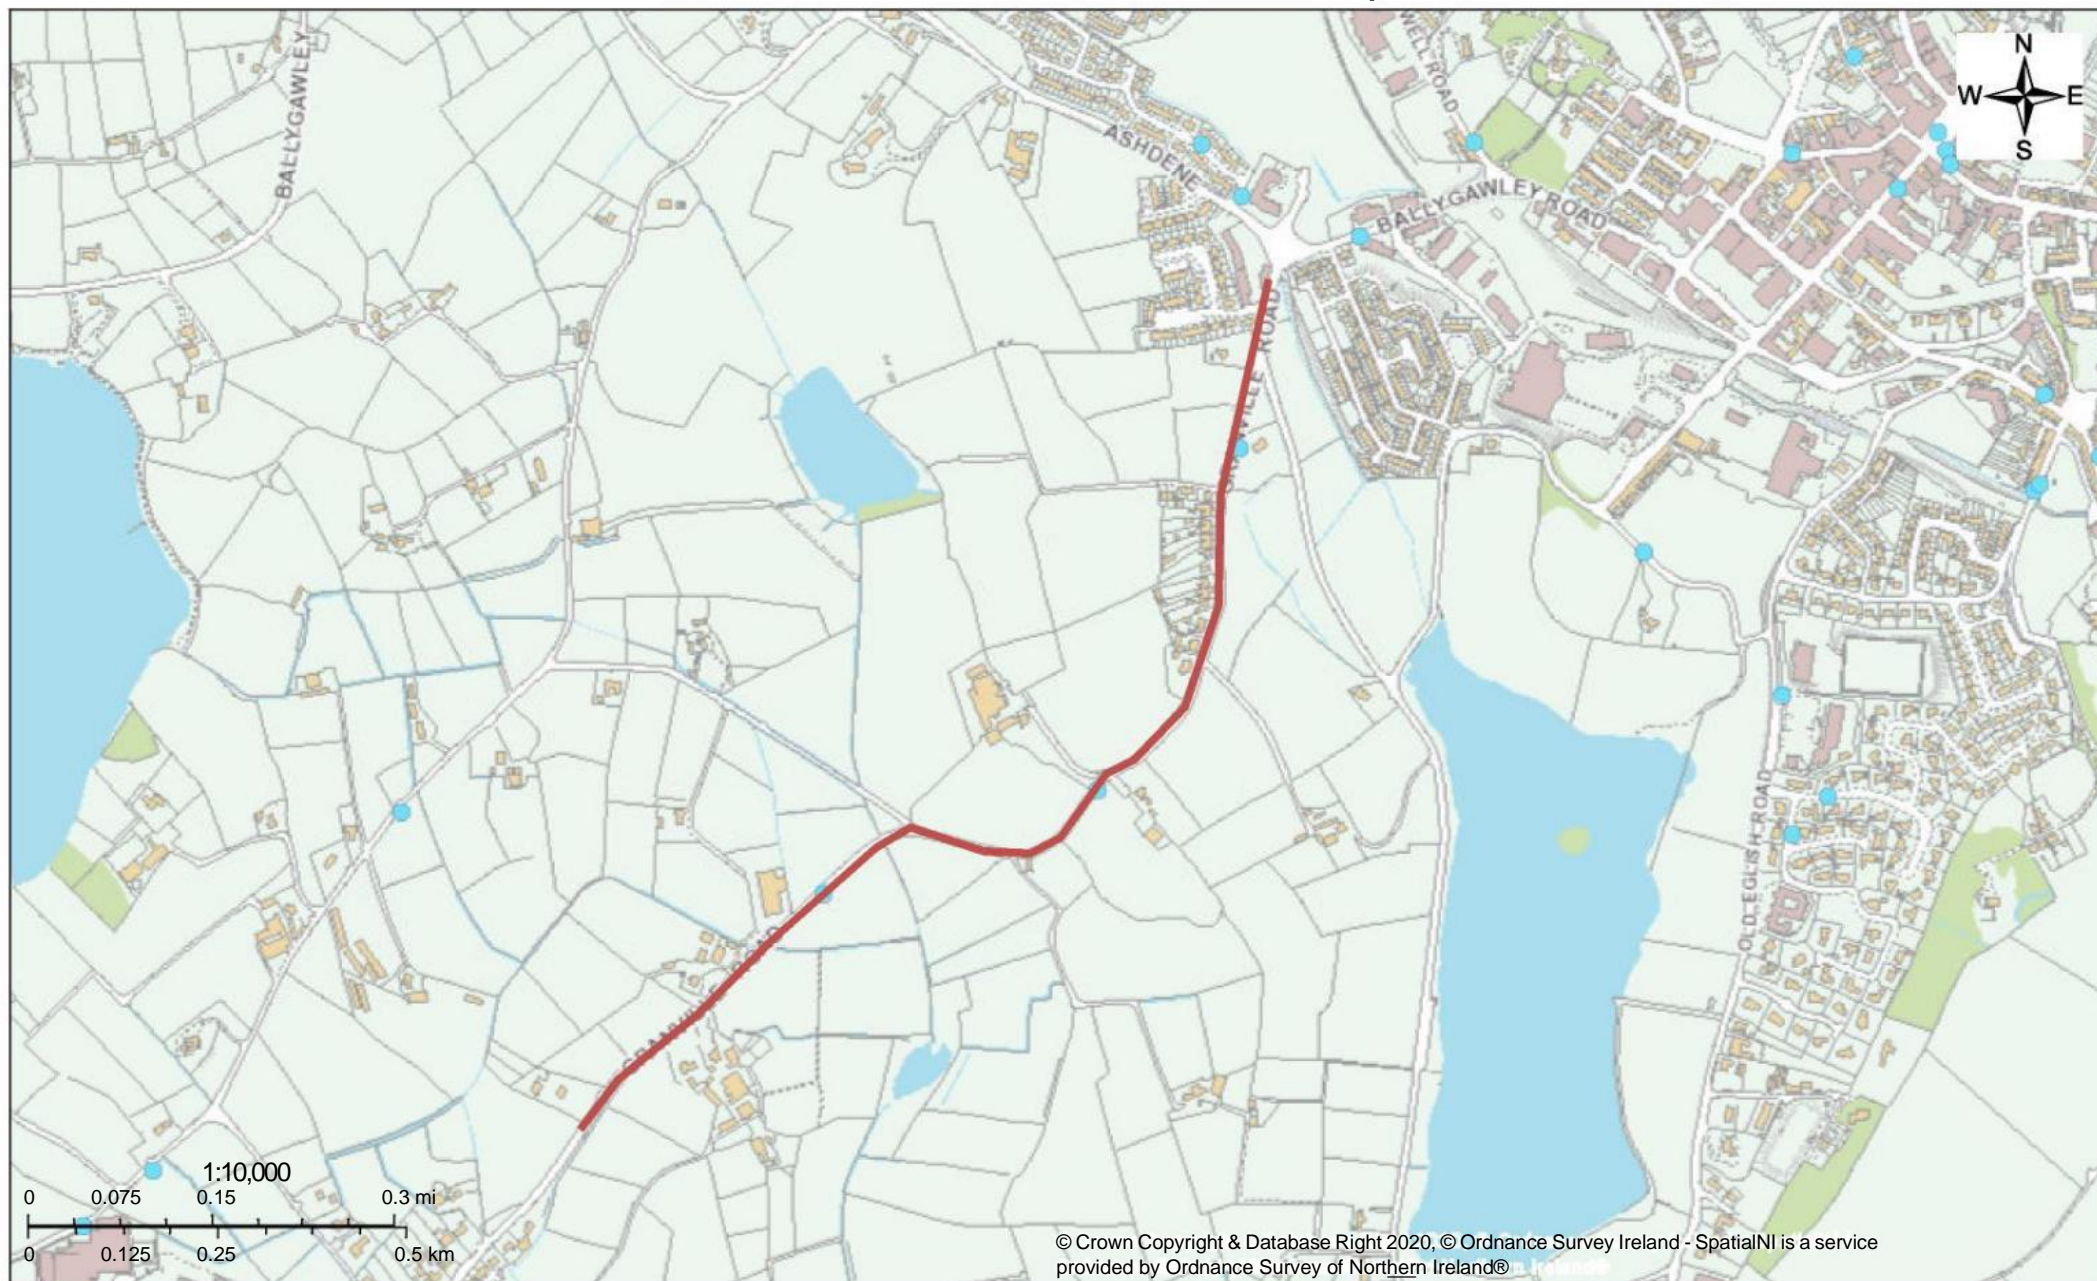 N
W E
S
WELL ROAD
BALLYGAWLEY
ASHDENE
BALLYGAWLEY ROAD
ROAD
OLD EGLISH ROAD
1:10,000
0 0.075 0.15 0.3 mi
0 0.125 0.25 0.5 km
© Crown Copyright & Database Right 2020, © Ordnance Survey Ireland - SpatialNI is a service
provided by Ordnance Survey of Northern Ireland®